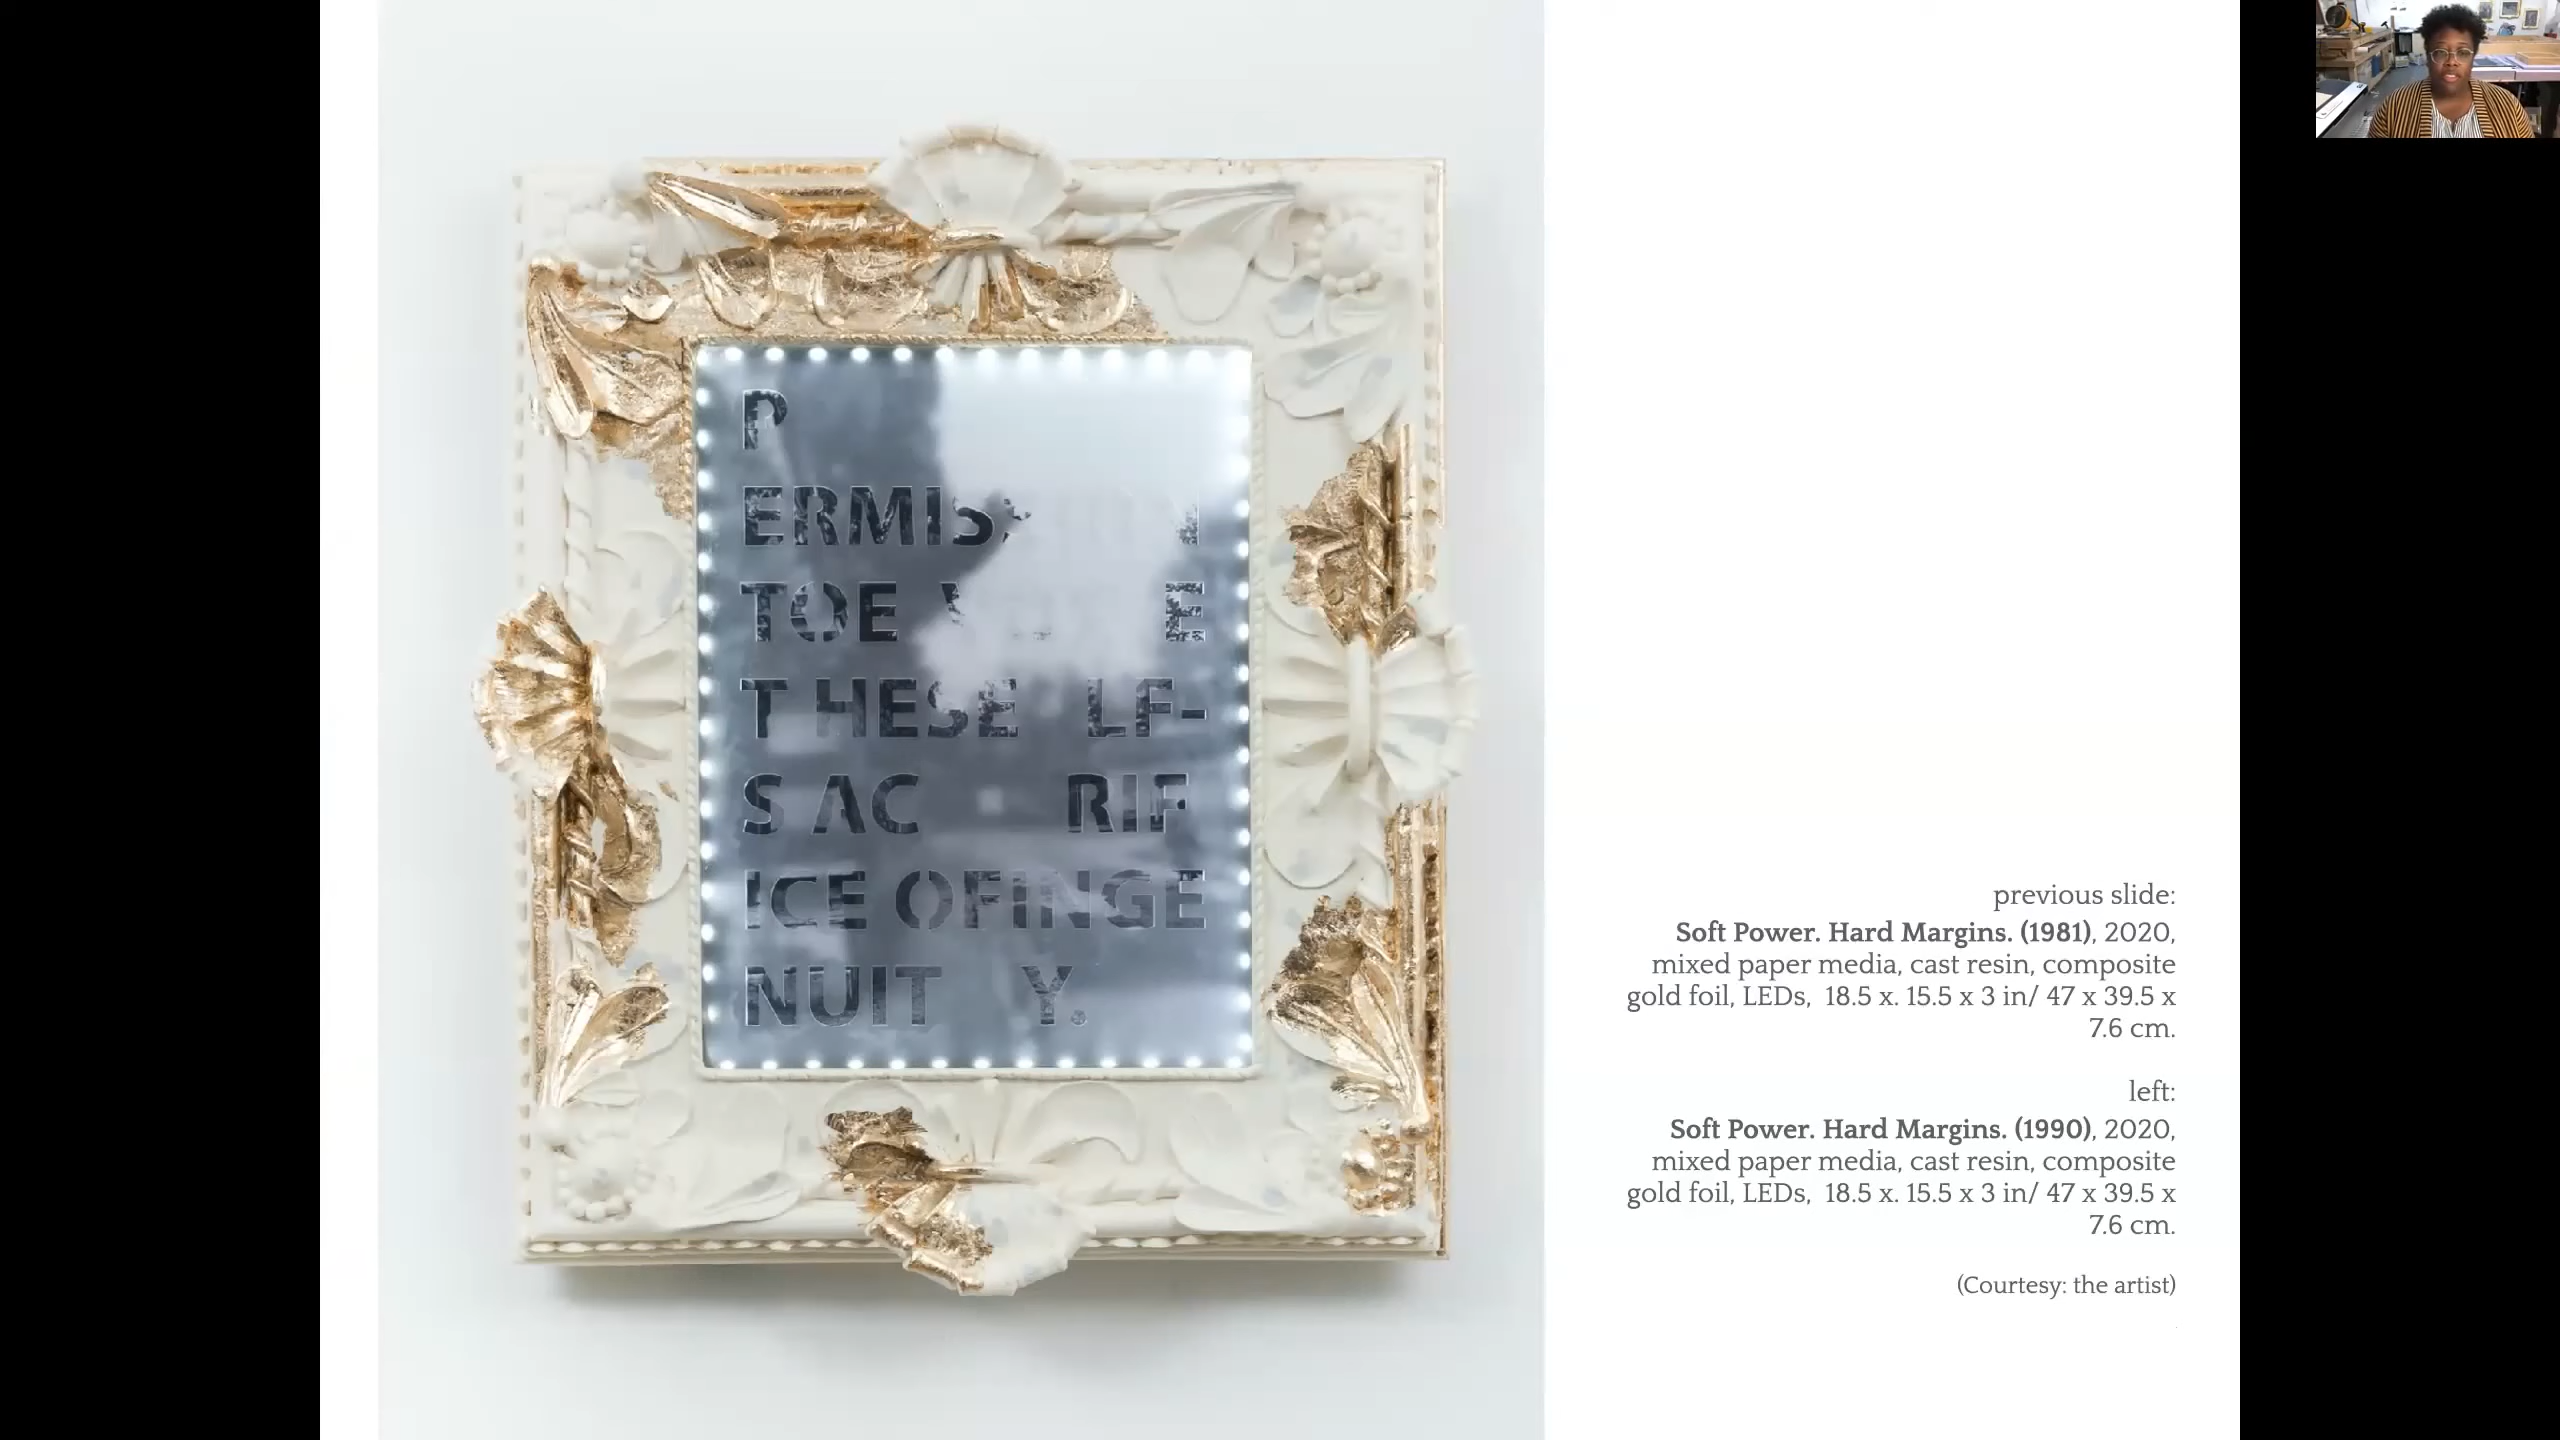 P
ERMIS
TOE E
T HESE LF-
S AC RIF
ICE OFINGE
NUIT Y.
previous slide:
Soft Power. Hard Margins. (1981), 2020,
mixed paper media, cast resin, composite
gold foil, LEDs, 18.5 x. 15.5 x 3 in/ 47 x 39.5 x
7.6 cm.
left:
Soft Power. Hard Margins. (1990), 2020,
mixed paper media, cast resin, composite
gold foil, LEDs, 18.5 x. 15.5 x 3 in/ 47 x 39.5 x
7.6 cm.
(Courtesy: the artist)